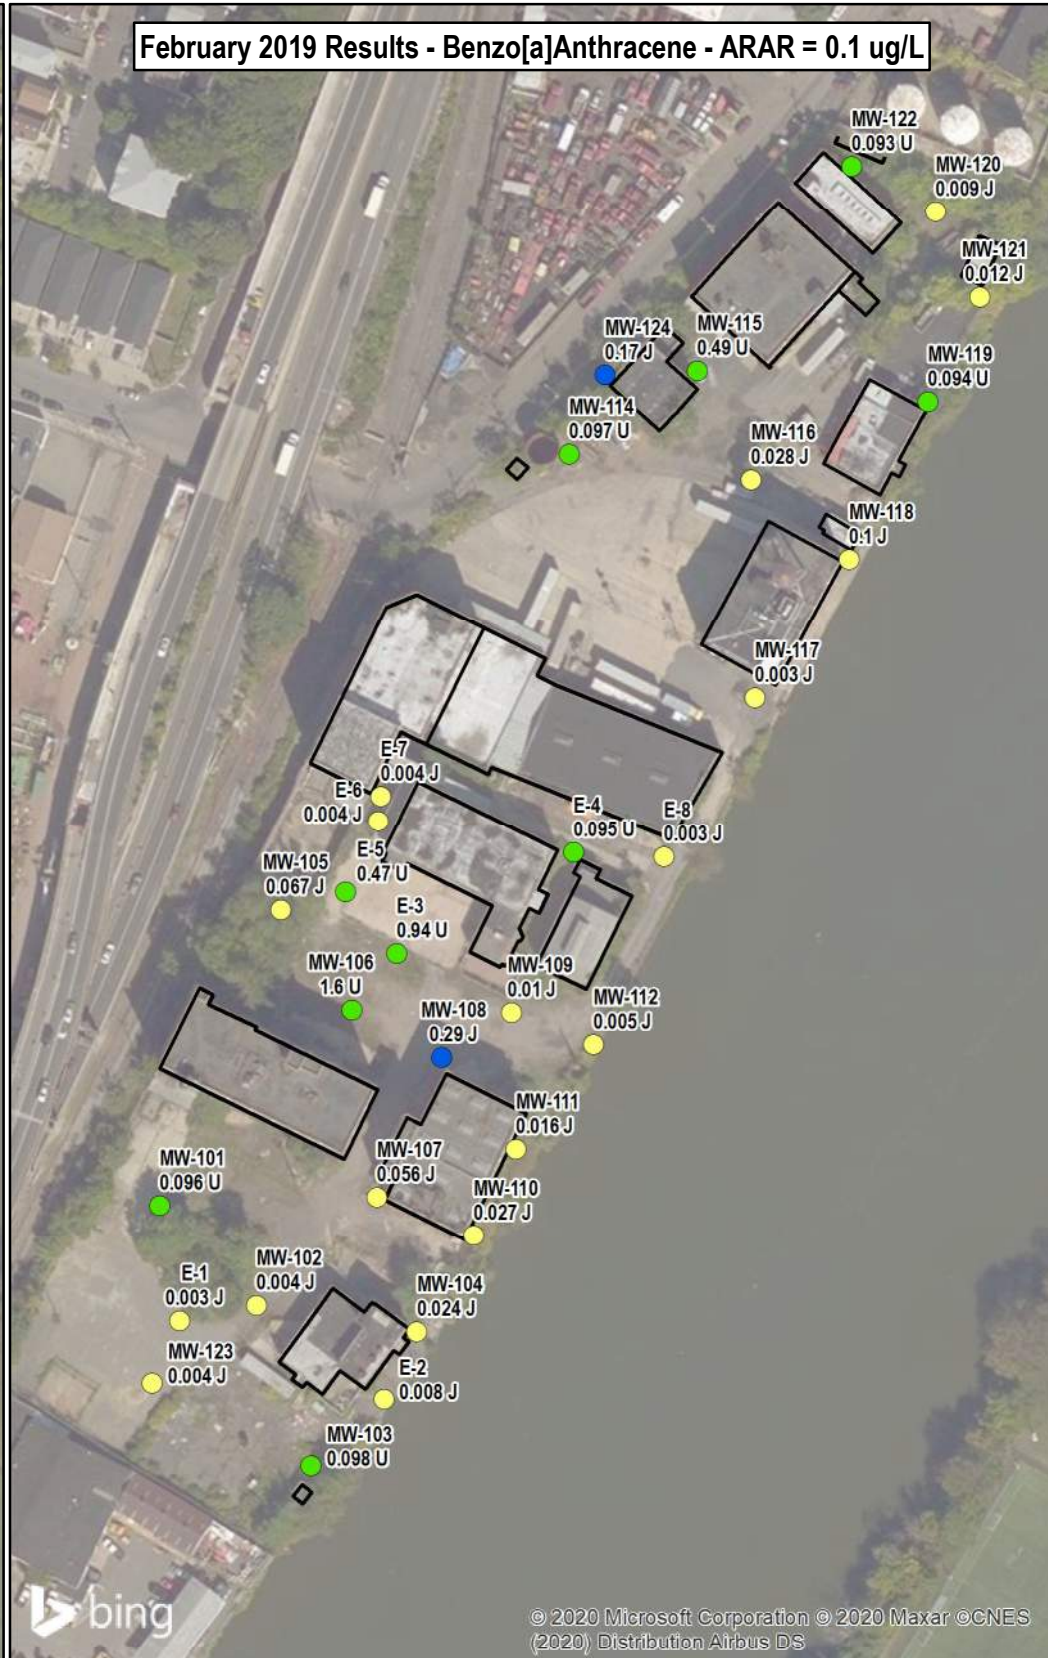 February 2019 Results - Benzo[a]Anthracene - ARAR = 0.1 ug/L
MW-122
0.093 U
MW-120
0.009 J
MW-121
0.012 J
MW-124
0.17 J
MW-115
0.49 U
MW-119
0.094 U
MW-114
0.097 U
MW-116
0.028 J
MW-118
0.1 J
MW-117
0.003 J
E-7
0.004 J
E-6
0.004 J
E-4
0.095 U
E-8
0.003 J
E-5
0.47 U
MW-105
0.067 J
E-3
0.94 U
MW-106
1.6 U
MW-109
0.01 J
MW-112
0.005 J
MW-108
0.29 J
MW-111
0.016 J
MW-107
0.056 J
MW-101
0.096 U
MW-110
0.027 J
MW-102
0.004 J
E-1
0.003 J
MW-104
0.024 J
MW-123
0.004 J
E-2
0.008 J
MW-103
0.098 U
bing
© 2020 Microsoft Corporation © 2020 Maxar ©CNES
(2020) Distribution Airbus DS